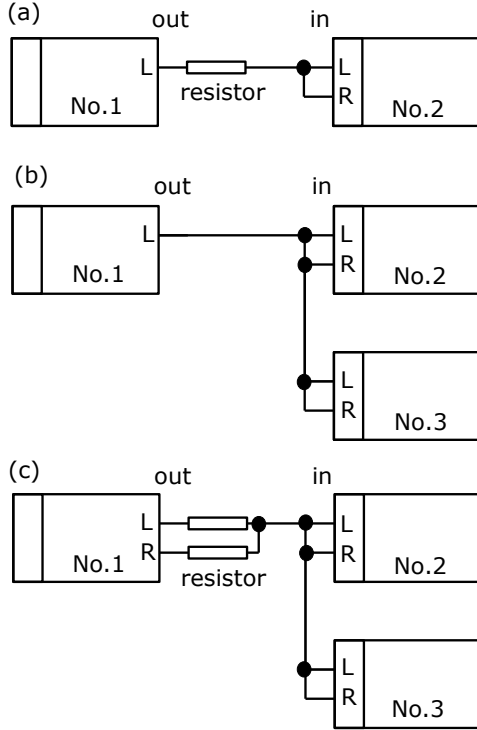 (a)
out in
L L
resistor R
No.1 No.2
(b)
out in
L L
R
No.1 No.2
L
R
No.3
(c)
out in
L L
R R
No.1 resistor No.2
L
R
No.3